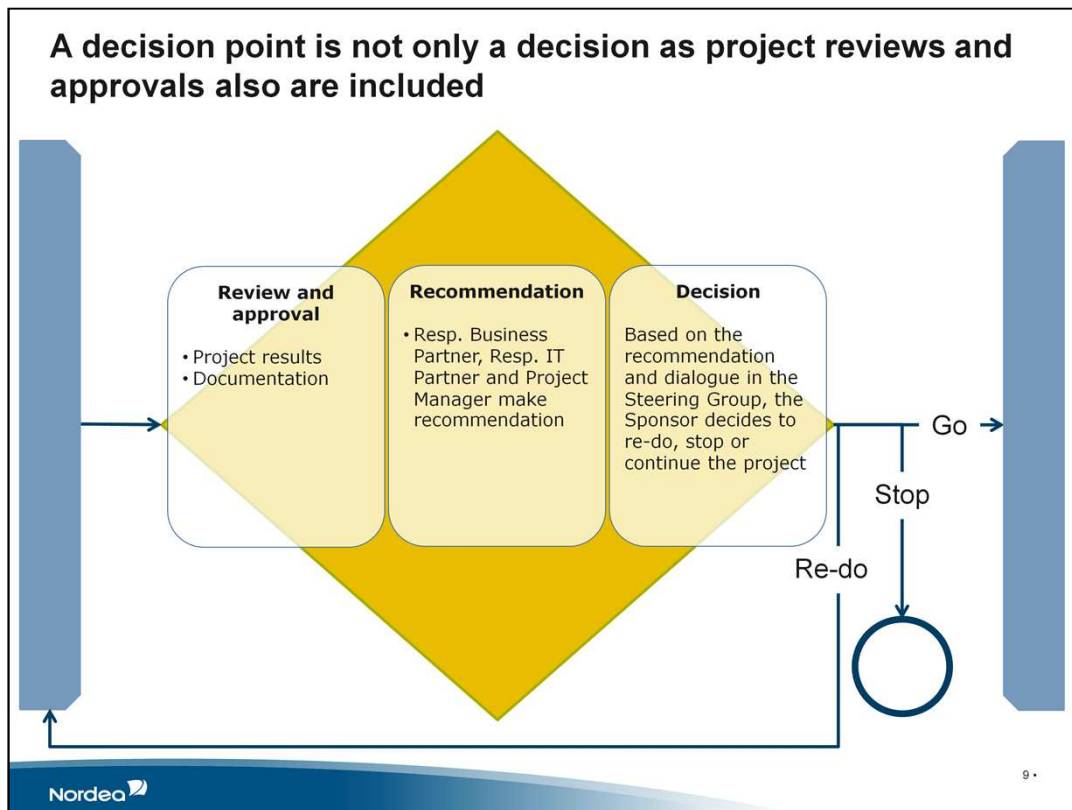 A decision point is not only a decision as project reviews and
approvals also are included
Review and
approval
• Project results
• Documentation
Recommendation
• Resp. Business
Partner, Resp. IT
Partner and Project
Manager make
recommendation
Decision
Based on the
recommendation
and dialogue in the
Steering Group, the
Sponsor decides to
re-do, stop or
continue the project
Go
Stop
Re-do
Nordea
9 •